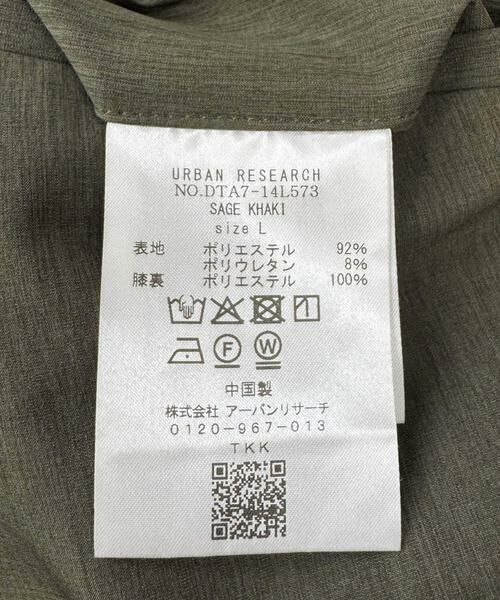 URBAN RESEARCH
NO.DTA7-14L573
SAGE KHAKI
size L
表地 ポリエステル 92%
ポリウレタン 8%
膝裏 ポリエステル 100%
F W
中国製
株式会社 アーバンリサーチ
0120-967-013
TKK